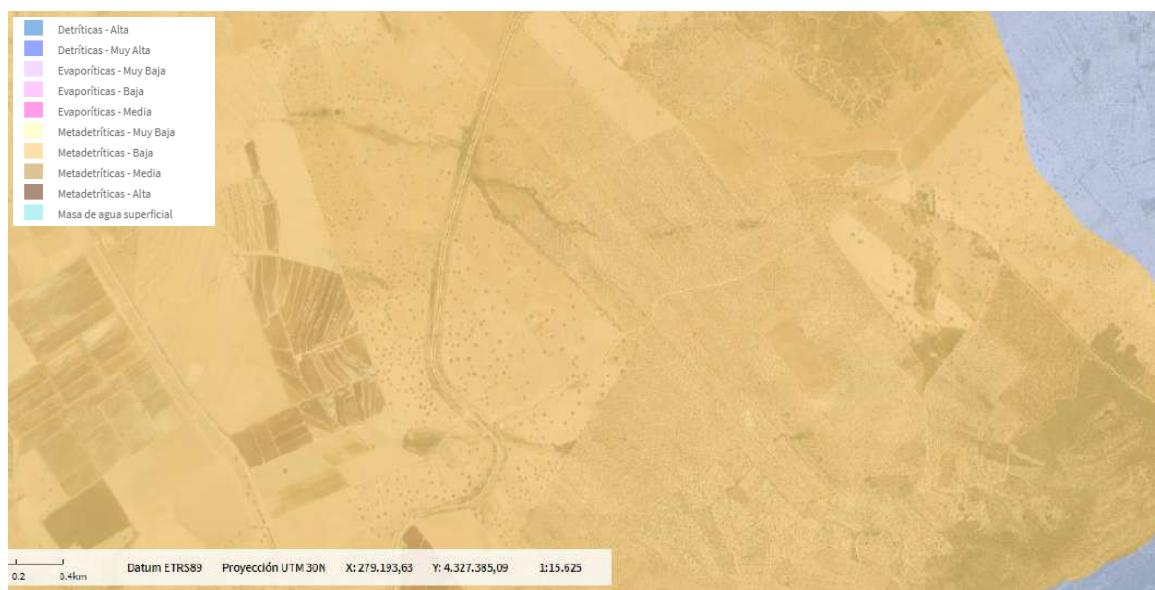 Detríticas - Alta
Detríticas - Muy Alta
Evaporíticas - Muy Baja
Evaporíticas - Baja
Evaporíticas - Media
Metadetríticas - Muy Baja
Metadetríticas - Baja
Metadetríticas - Media
Metadetríticas - Alta
Masa de agua superficial
0.2 0.4km Datum ETRS89 Proyección UTM 30N X: 279.193,63 Y: 4.327.385,09 1:15.625